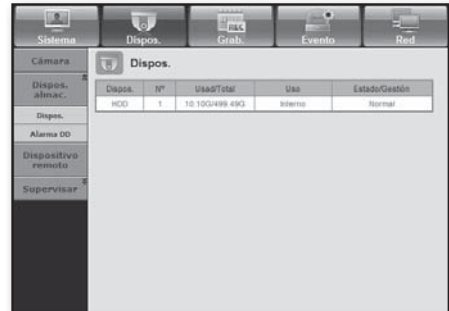 Sistema Dispos. Grab. Evento Red
Cámara
Dispos.
almac.
Dispos.
Alarma DD
Dispositivo
remoto
Supervisar
Dispos.
Dispos. Nº Usad/Total Uso Estado/Gestión
HDD 1 10.10G/499.49G Interno Normal